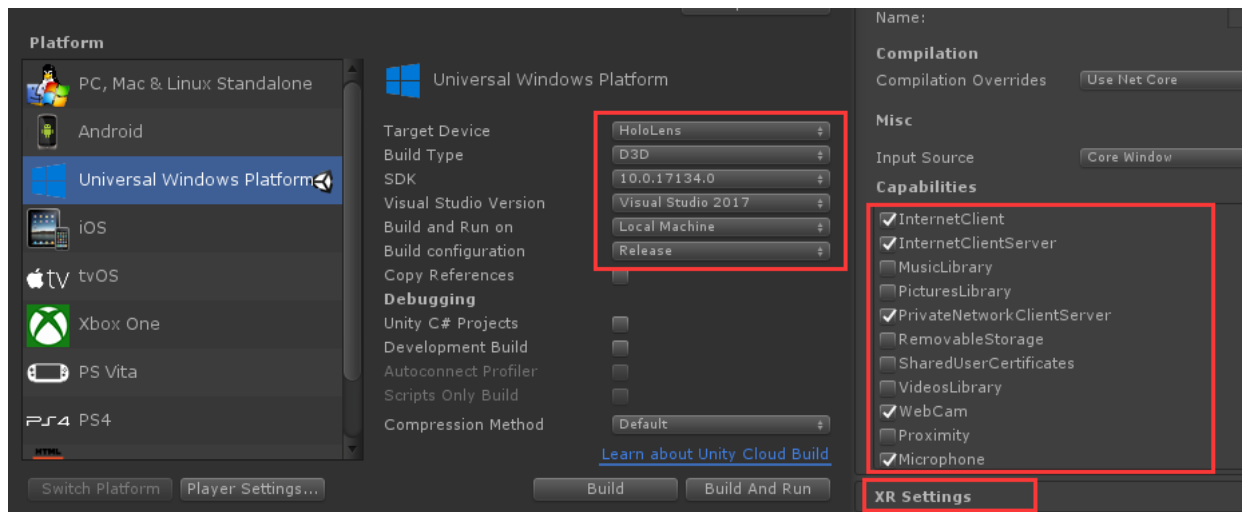 Platform
PC, Mac & Linux Standalone
Android
Universal Windows Platform
iOS
tvOS
Xbox One
PS Vita
PS4
HTML
Switch Platform
Player Settings...
Universal Windows Platform
Target Device HoloLens
Build Type D3D
SDK 10.0.17134.0
Visual Studio Version Visual Studio 2017
Build and Run on Local Machine
Build configuration Release
Copy References
Debugging
Unity C# Projects
Development Build
Autoconnect Profiler
Scripts Only Build
Compression Method Default
Learn about Unity Cloud Build
Build
Build And Run
Name:
Compilation
Compilation Overrides Use Net Core
Misc
Input Source Core Window
Capabilities
InternetClient
InternetClientServer
MusicLibrary
PicturesLibrary
PrivateNetworkClientServer
RemovableStorage
SharedUserCertificates
VideosLibrary
WebCam
Proximity
Microphone
XR Settings